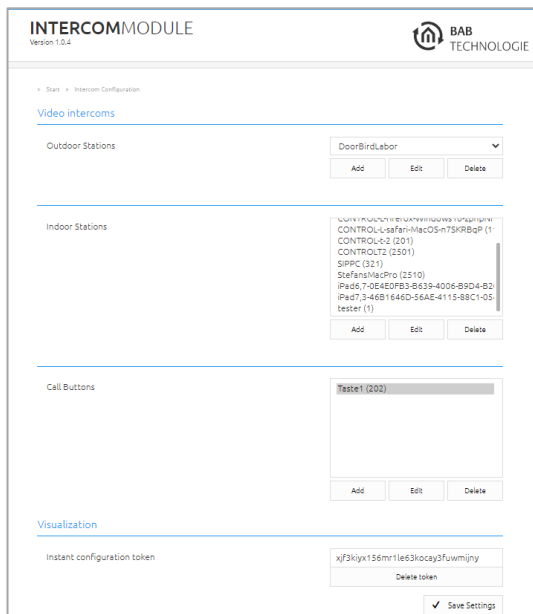 INTERCOMMODULE
Version 1.0.4
BAB
TECHNOLOGIE
» Start » Intercom Configuration
Video intercoms
Outdoor Stations
DoorBirdLabor
Add Edit Delete
Indoor Stations
CONTROL-L-safari-MacOS-n7SKRBqP (1
CONTROL-t-2 (201)
CONTROLT2 (2501)
SIPPC (321)
StefansMacPro (2510)
iPad6,7-0E4E0FB3-B639-4006-B9D4-B2
iPad7,3-46B1646D-56AE-4115-88C1-05
tester (1)
Add Edit Delete
Call Buttons
Taste1 (202)
Add Edit Delete
Visualization
Instant configuration token
xjf3kiyx156mr1le63kocay3fuwmijny
Delete token
✓ Save Settings